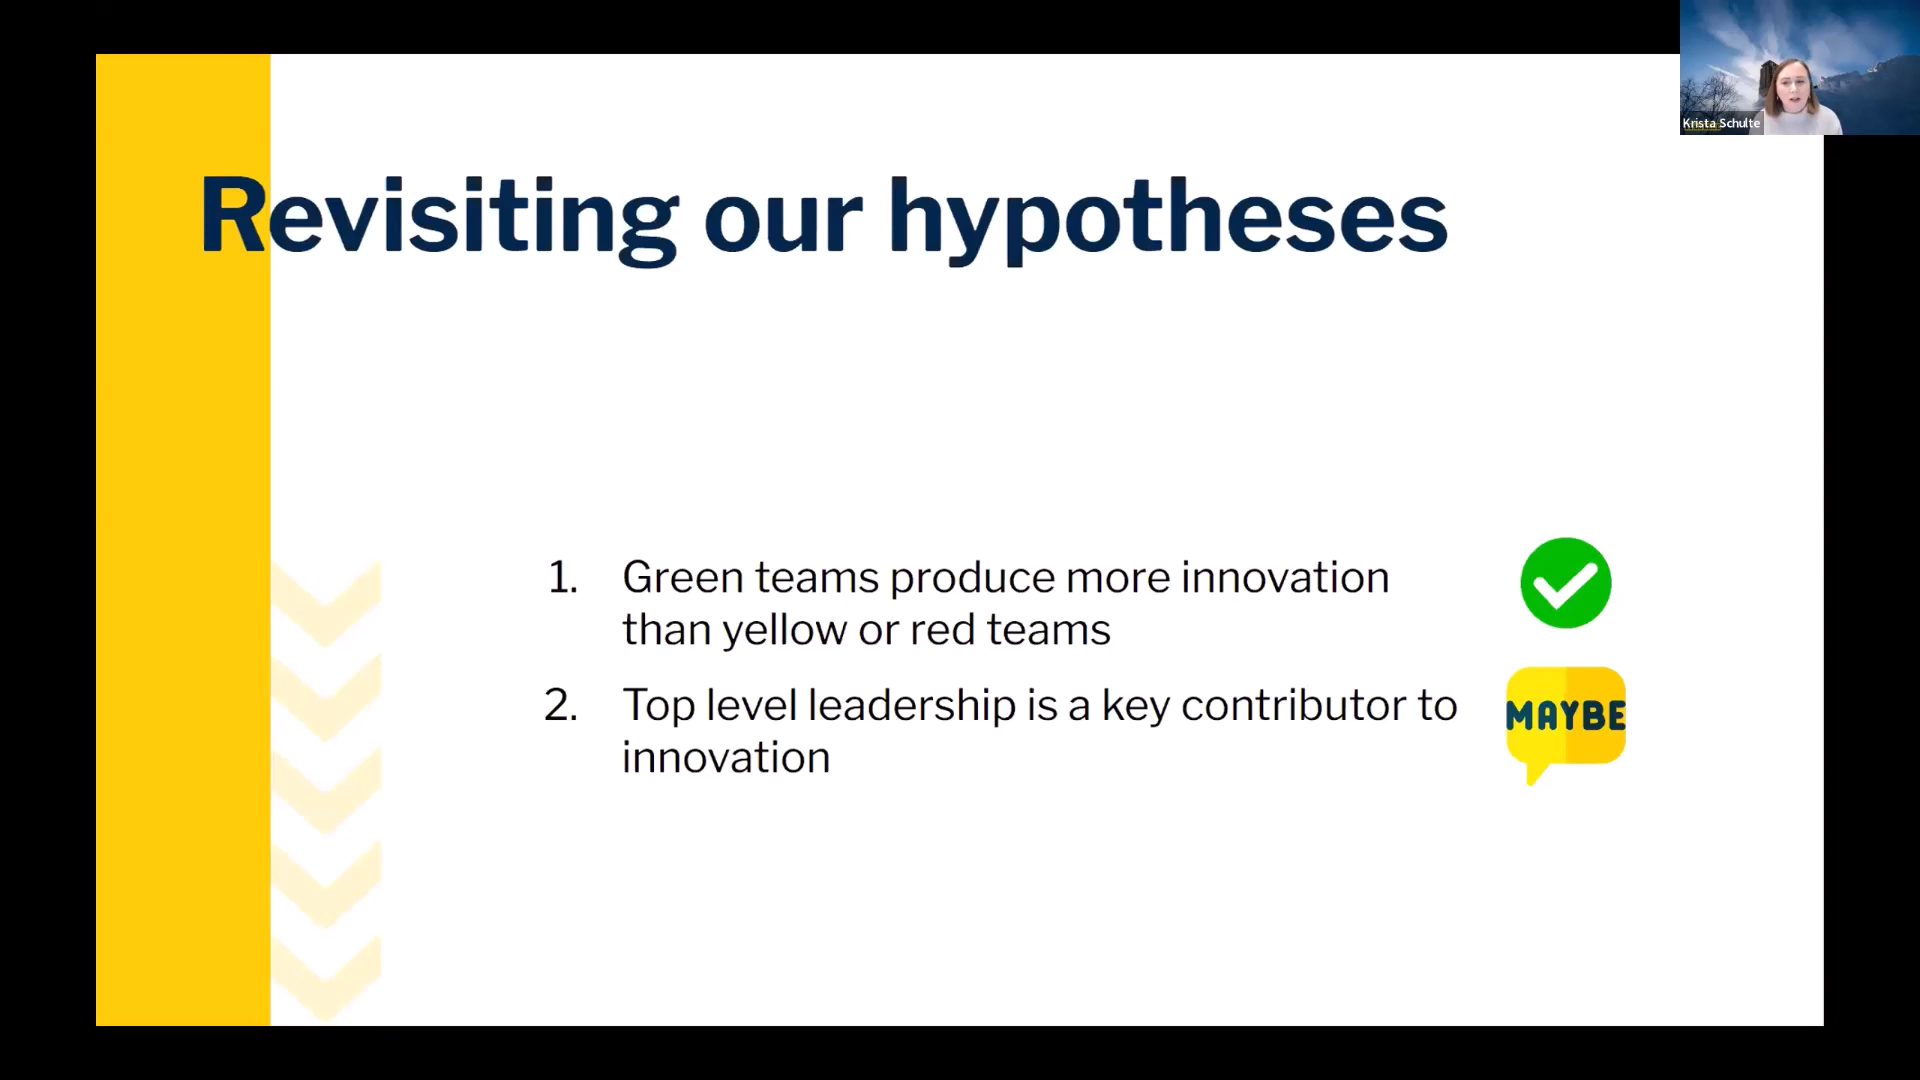 Krista Schulte
Revisiting our hypotheses
1. Green teams produce more innovation
than yellow or red teams
2. Top level leadership is a key contributor to
innovation
MAYBE